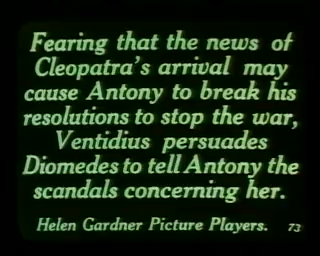 Fearing that the news of
Cleopatra's arrival may
cause Antony to break his
resolutions to stop the war,
Ventidius persuades
Diomedes to tell Antony the
scandals concerning her.
Helen Gardner Picture Players. 73